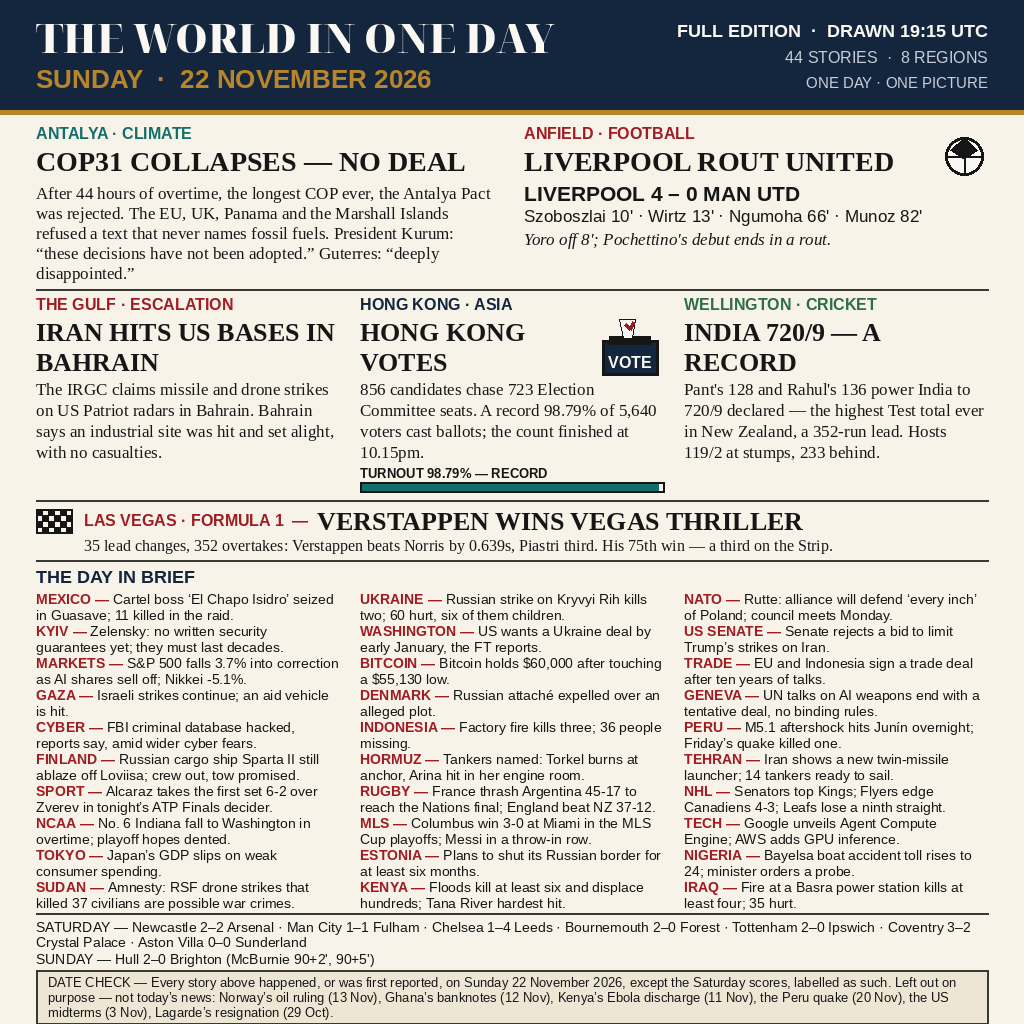 THE WORLD IN ONE DAY
SUNDAY · 22 NOVEMBER 2026
FULL EDITION · DRAWN 19:15 UTC
44 STORIES · 8 REGIONS
ONE DAY · ONE PICTURE
ANTALYA · CLIMATE
COP31 COLLAPSES — NO DEAL
After 44 hours of overtime, the longest COP ever, the Antalya Pact
was rejected. The EU, UK, Panama and the Marshall Islands
refused a text that never names fossil fuels. President Kurum:
“these decisions have not been adopted.” Guterres: “deeply
disappointed.”
ANFIELD · FOOTBALL
LIVERPOOL ROUT UNITED
LIVERPOOL 4 – 0 MAN UTD
Szoboszlai 10' · Wirtz 13' · Ngumoha 66' · Munoz 82'
Yoro off 8'; Pochettino's debut ends in a rout.
THE GULF · ESCALATION
IRAN HITS US BASES IN
BAHRAIN
The IRGC claims missile and drone strikes
on US Patriot radars in Bahrain. Bahrain
says an industrial site was hit and set alight,
with no casualties.
HONG KONG · ASIA
HONG KONG
VOTES
VOTE
856 candidates chase 723 Election
Committee seats. A record 98.79% of 5,640
voters cast ballots; the count finished at
10.15pm.
TURNOUT 98.79% — RECORD
WELLINGTON · CRICKET
INDIA 720/9 — A
RECORD
Pant's 128 and Rahul's 136 power India to
720/9 declared — the highest Test total ever
in New Zealand, a 352-run lead. Hosts
119/2 at stumps, 233 behind.
LAS VEGAS · FORMULA 1 — VERSTAPPEN WINS VEGAS THRILLER
35 lead changes, 352 overtakes: Verstappen beats Norris by 0.639s, Piastri third. His 75th win — a third on the Strip.
THE DAY IN BRIEF
MEXICO — Cartel boss ‘El Chapo Isidro’ seized
in Guasave; 11 killed in the raid.
KYIV — Zelensky: no written security
guarantees yet; they must last decades.
MARKETS — S&P 500 falls 3.7% into correction
as AI shares sell off; Nikkei -5.1%.
GAZA — Israeli strikes continue; an aid vehicle
is hit.
CYBER — FBI criminal database hacked,
reports say, amid wider cyber fears.
FINLAND — Russian cargo ship Sparta II still
ablaze off Loviisa; crew out, tow promised.
SPORT — Alcaraz takes the first set 6-2 over
Zverev in tonight’s ATP Finals decider.
NCAA — No. 6 Indiana fall to Washington in
overtime; playoff hopes dented.
TOKYO — Japan’s GDP slips on weak
consumer spending.
SUDAN — Amnesty: RSF drone strikes that
killed 37 civilians are possible war crimes.
UKRAINE — Russian strike on Kryvyi Rih kills
two; 60 hurt, six of them children.
WASHINGTON — US wants a Ukraine deal by
early January, the FT reports.
BITCOIN — Bitcoin holds $60,000 after touching
a $55,130 low.
DENMARK — Russian attaché expelled over an
alleged plot.
INDONESIA — Factory fire kills three; 36 people
missing.
HORMUZ — Tankers named: Torkel burns at
anchor, Arina hit in her engine room.
RUGBY — France thrash Argentina 45-17 to
reach the Nations final; England beat NZ 37-12.
MLS — Columbus win 3-0 at Miami in the MLS
Cup playoffs; Messi in a throw-in row.
ESTONIA — Plans to shut its Russian border for
at least six months.
KENYA — Floods kill at least six and displace
hundreds; Tana River hardest hit.
NATO — Rutte: alliance will defend ‘every inch’
of Poland; council meets Monday.
US SENATE — Senate rejects a bid to limit
Trump’s strikes on Iran.
TRADE — EU and Indonesia sign a trade deal
after ten years of talks.
GENEVA — UN talks on AI weapons end with a
tentative deal, no binding rules.
PERU — M5.1 aftershock hits Junín overnight;
Friday’s quake killed one.
TEHRAN — Iran shows a new twin-missile
launcher; 14 tankers ready to sail.
NHL — Senators top Kings; Flyers edge
Canadiens 4-3; Leafs lose a ninth straight.
TECH — Google unveils Agent Compute
Engine; AWS adds GPU inference.
NIGERIA — Bayelsa boat accident toll rises to
24; minister orders a probe.
IRAQ — Fire at a Basra power station kills at
least four; 35 hurt.
SATURDAY — Newcastle 2–2 Arsenal · Man City 1–1 Fulham · Chelsea 1–4 Leeds · Bournemouth 2–0 Forest · Tottenham 2–0 Ipswich · Coventry 3–2
Crystal Palace · Aston Villa 0–0 Sunderland
SUNDAY — Hull 2–0 Brighton (McBurnie 90+2', 90+5')
DATE CHECK — Every story above happened, or was first reported, on Sunday 22 November 2026, except the Saturday scores, labelled as such. Left out on
purpose — not today’s news: Norway’s oil ruling (13 Nov), Ghana’s banknotes (12 Nov), Kenya’s Ebola discharge (11 Nov), the Peru quake (20 Nov), the US
midterms (3 Nov), Lagarde’s resignation (29 Oct).